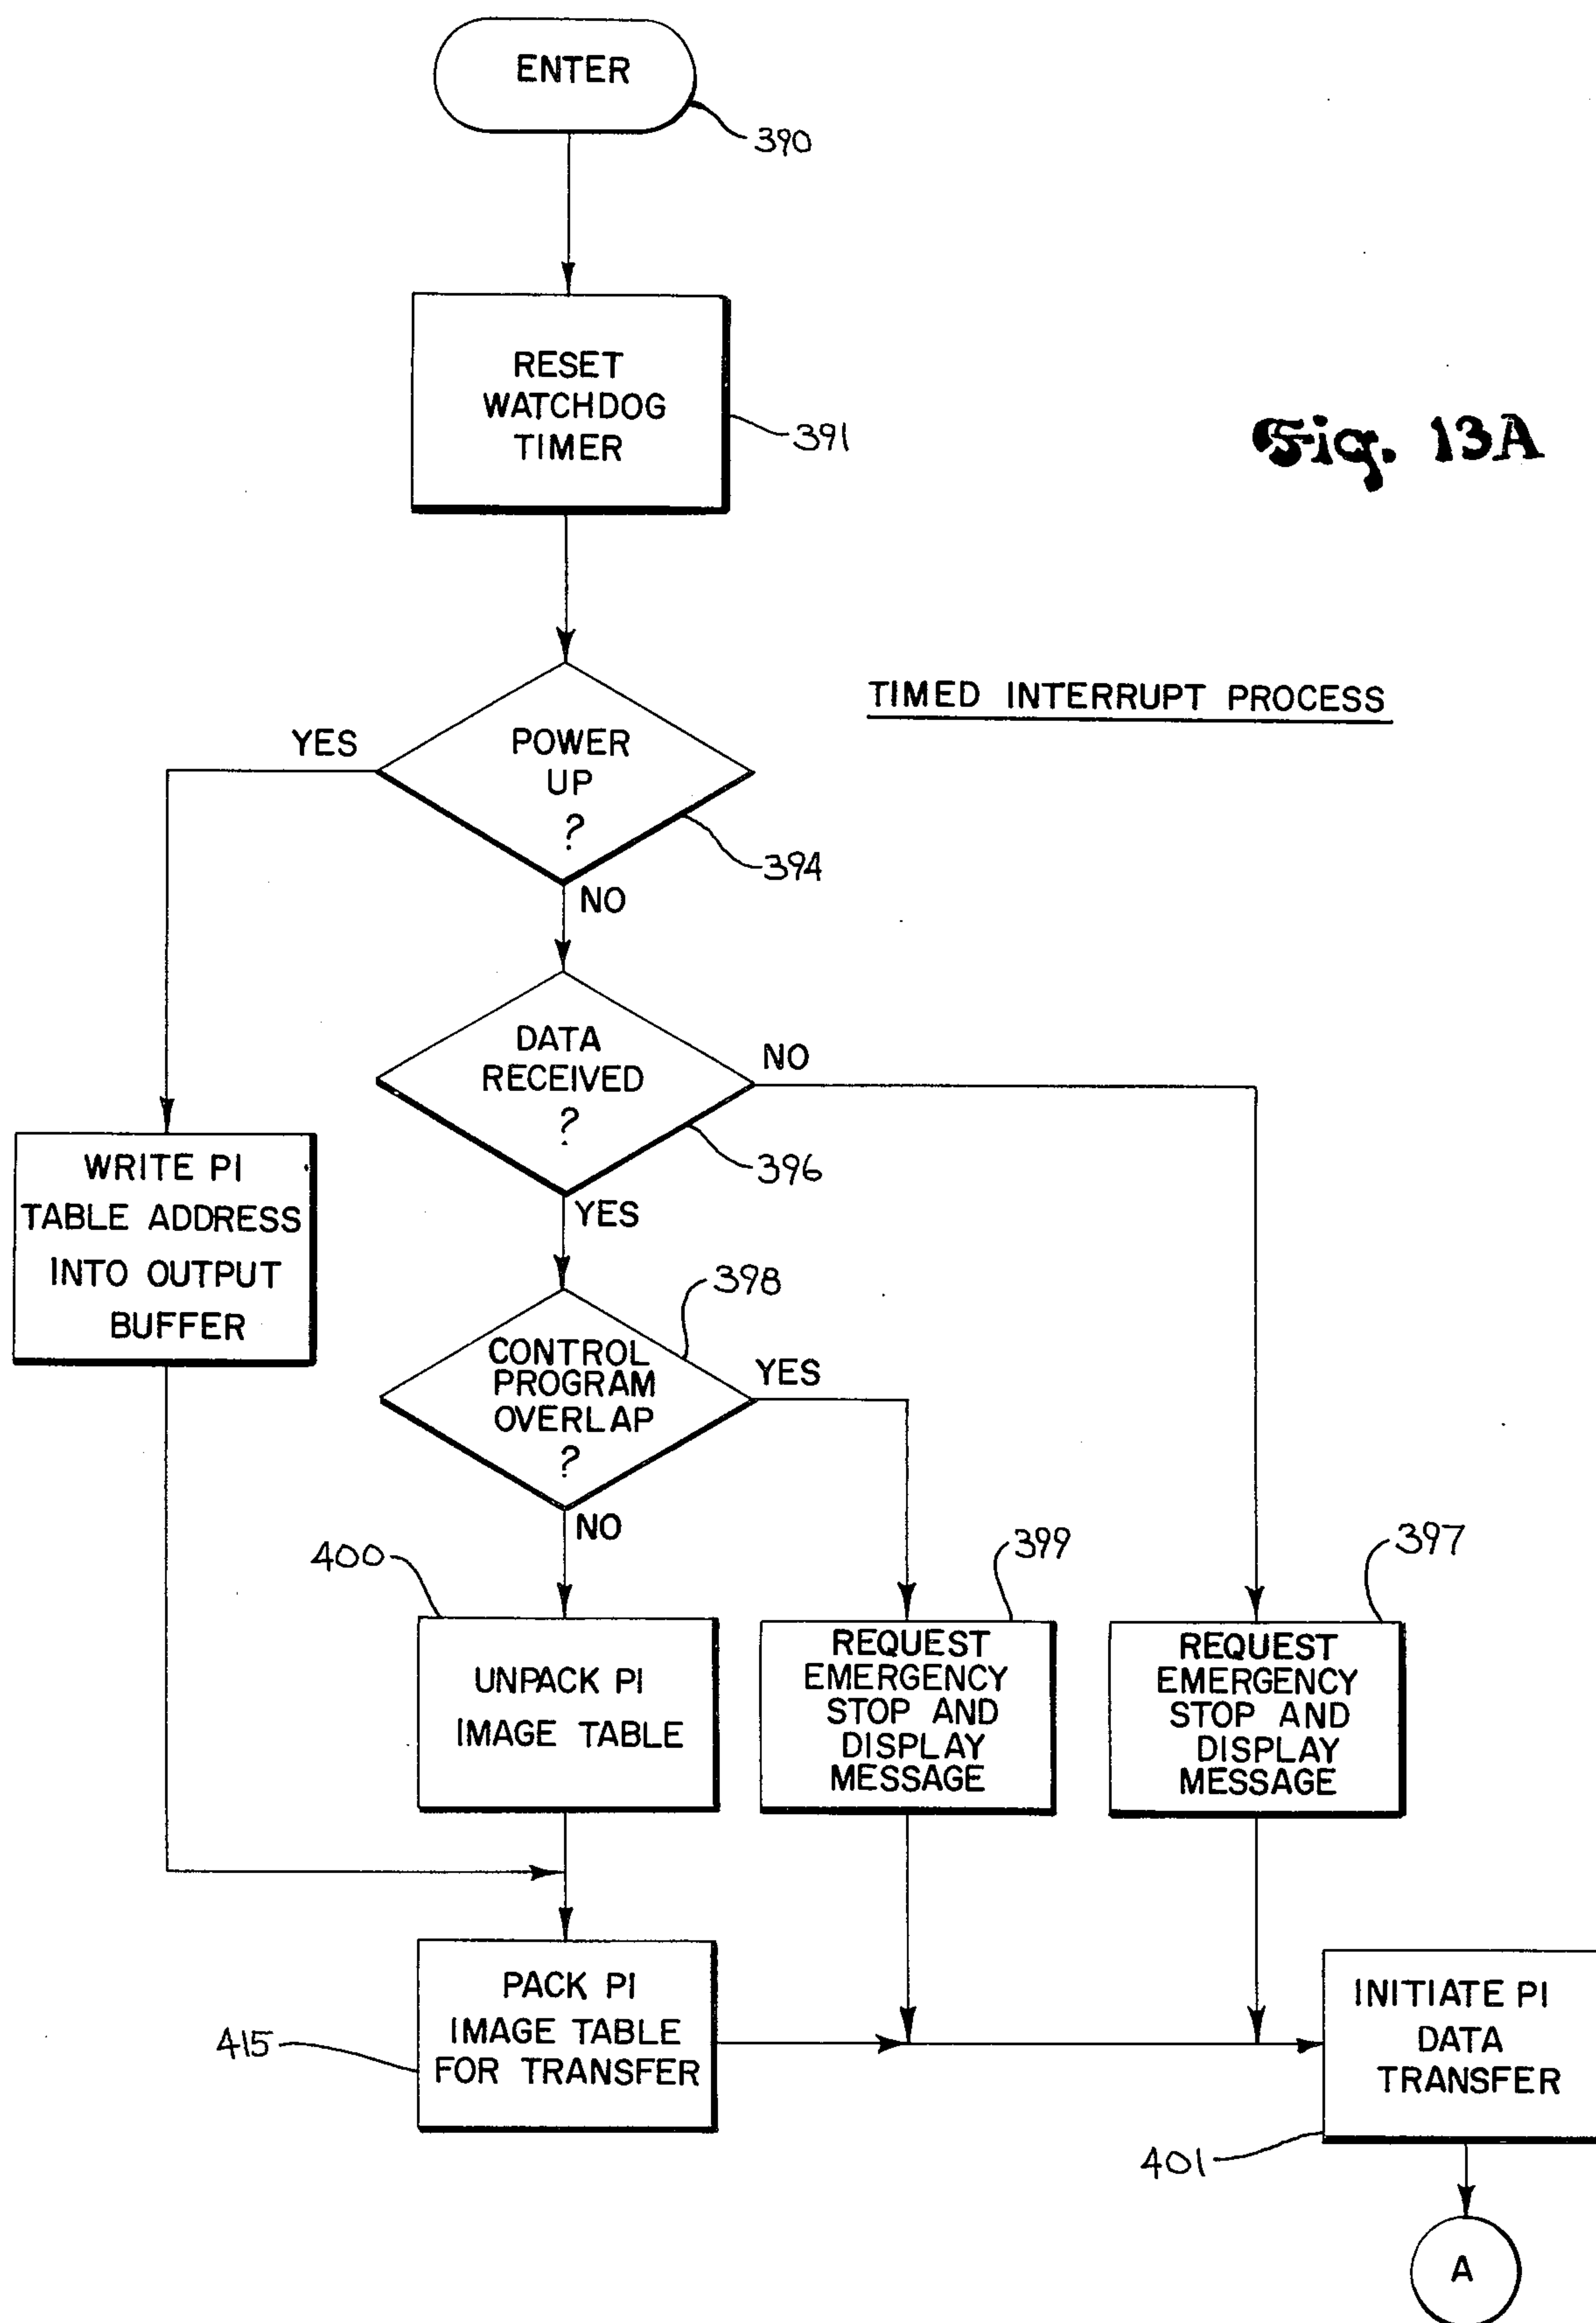 ENTER
390
RESET
WATCHDOG
TIMER
391
Fig. 13A
TIMED INTERRUPT PROCESS
YES
POWER
UP
?
394
NO
DATA
RECEIVED
?
NO
396
YES
WRITE PI
TABLE ADDRESS
INTO OUTPUT
BUFFER
398
CONTROL
PROGRAM
OVERLAP
?
YES
NO
400
399
397
UNPACK PI
IMAGE TABLE
REQUEST
EMERGENCY
STOP AND
DISPLAY
MESSAGE
REQUEST
EMERGENCY
STOP AND
DISPLAY
MESSAGE
PACK PI
IMAGE TABLE
FOR TRANSFER
415
INITIATE PI
DATA
TRANSFER
401
A